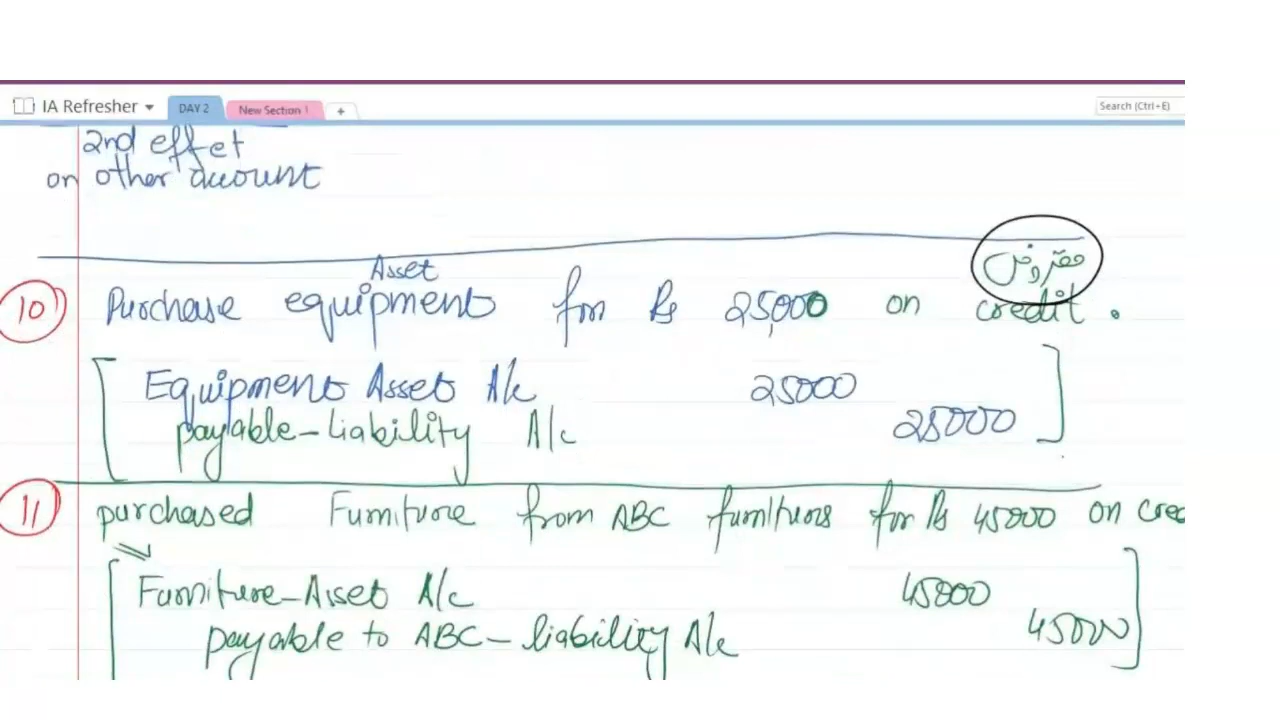 IA Refresher DAY 2 New Section 1 + Search (Ctrl+E)
2nd effet
on other acount
Asset
مقروض
10 Purchase equipment for Rs 25,000 on credit.
Equipment Asset A/c 25000
payable-liability A/c 25000
11 purchased Furniture from ABC furnitures for Rs 45000 on cre
Furniture-Asset A/c 45000
payable to ABC-liability A/c 45000